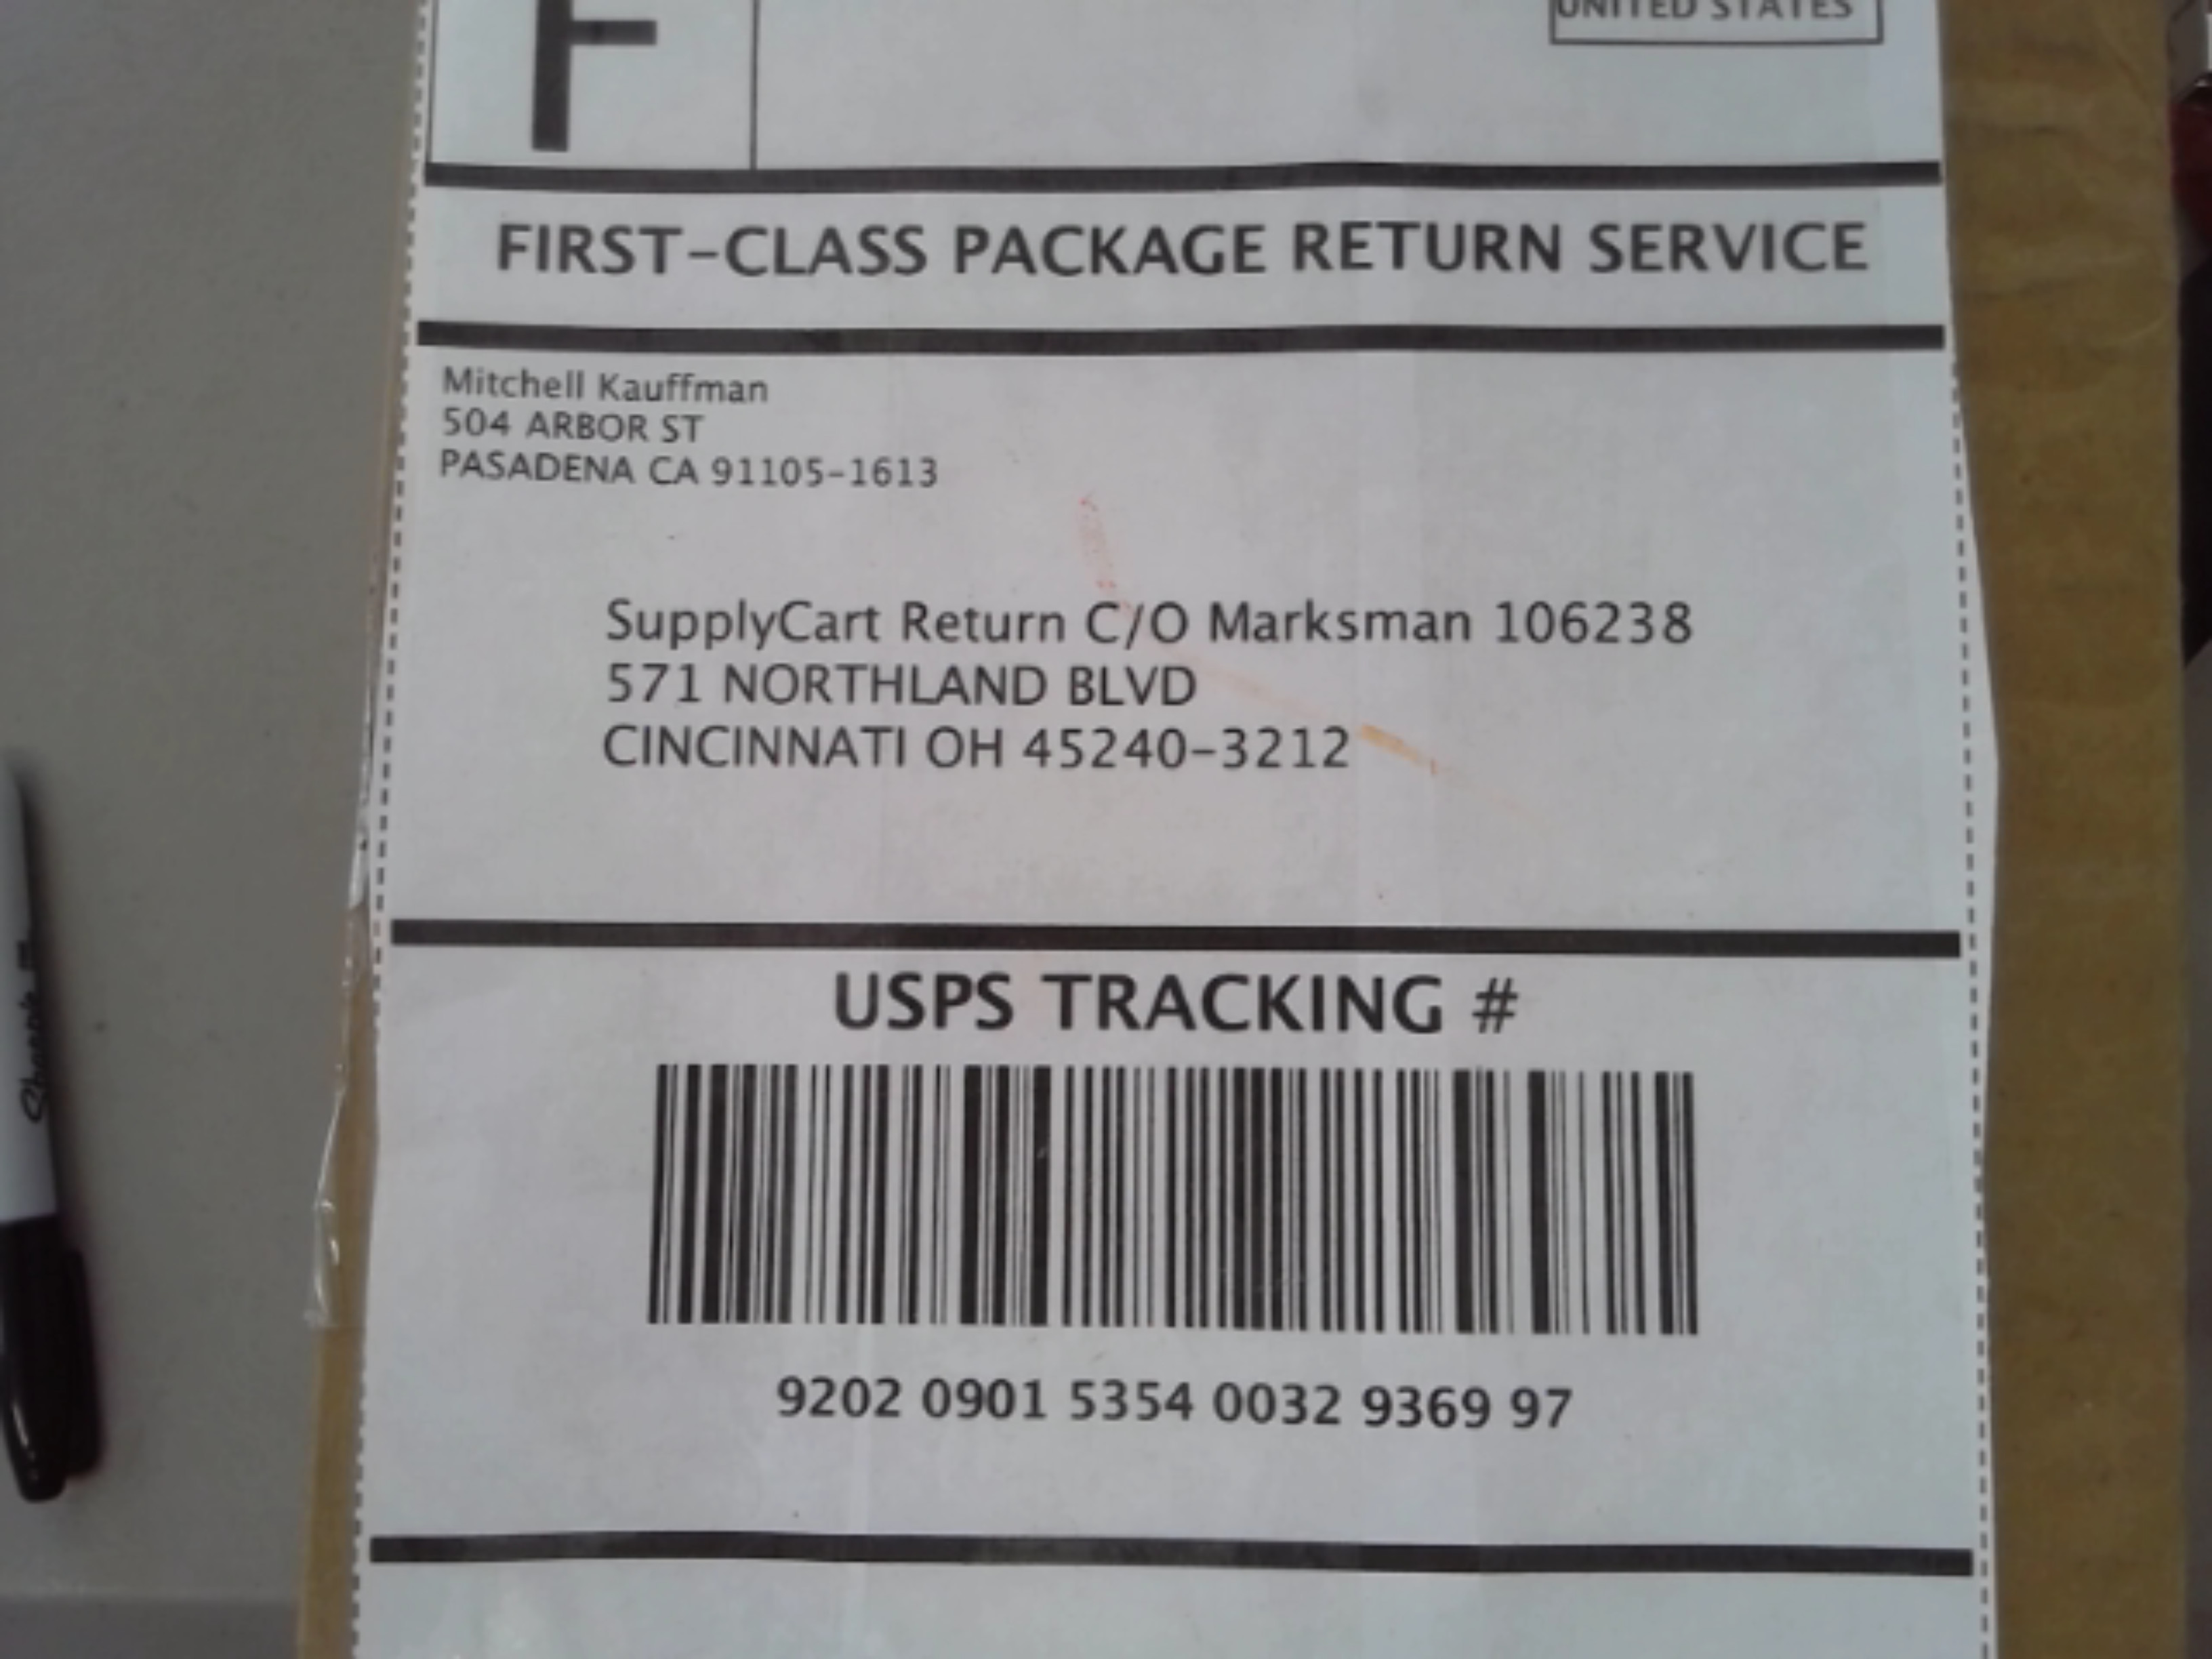 F
UNITED STATES
FIRST-CLASS PACKAGE RETURN SERVICE
Mitchell Kauffman
504 ARBOR ST
PASADENA CA 91105-1613
SupplyCart Return C/O Marksman 106238
571 NORTHLAND BLVD
CINCINNATI OH 45240-3212
USPS TRACKING #
9202 0901 5354 0032 9369 97
Sharpie